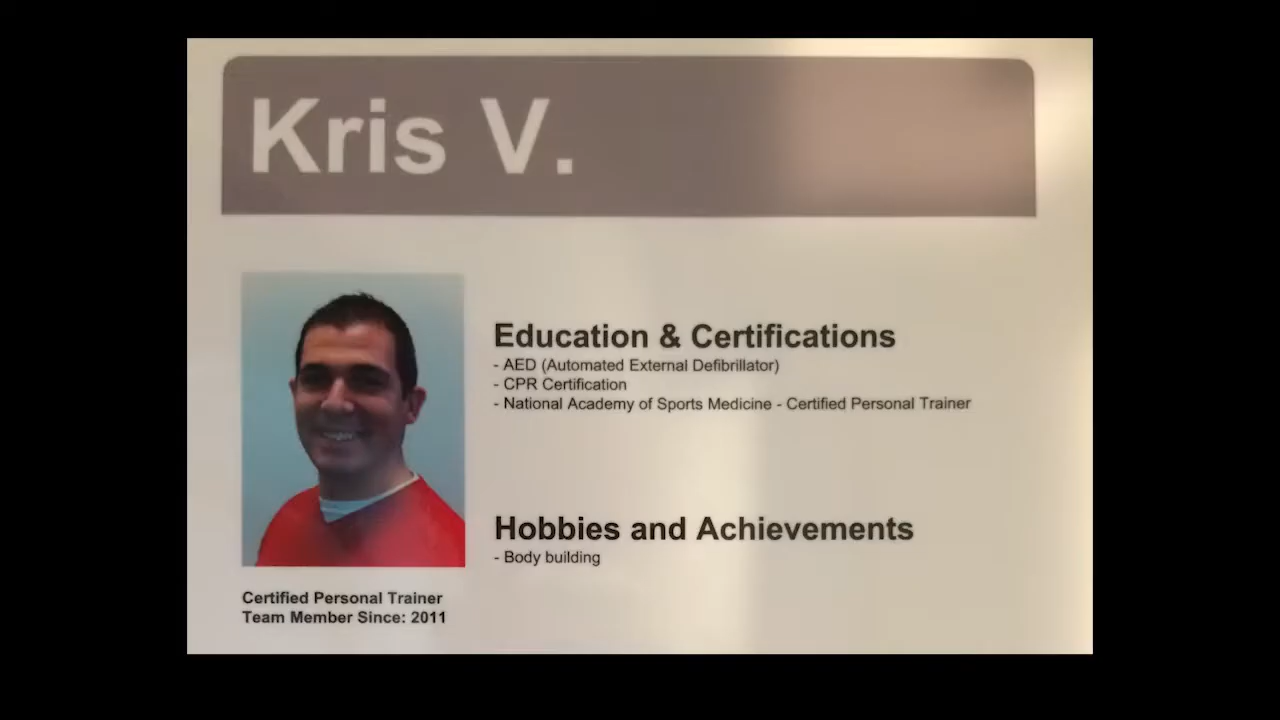 Kris V.
Education & Certifications
- AED (Automated External Defibrillator)
- CPR Certification
- National Academy of Sports Medicine - Certified Personal Trainer
Hobbies and Achievements
- Body building
Certified Personal Trainer
Team Member Since: 2011